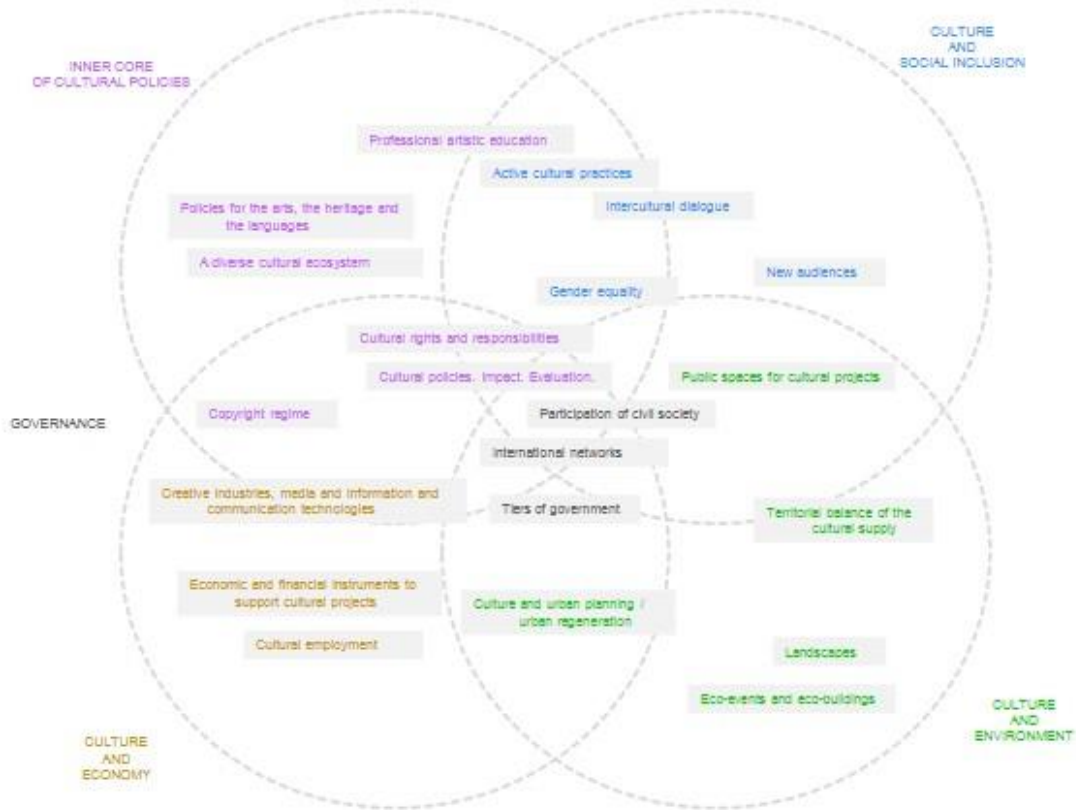 CULTURE
AND
SOCIAL INCLUSION
INNER CORE
OF CULTURAL POLICIES
Professional artistic education
Active cultural practices
Intercultural dialogue
Policies for the arts, the heritage and
the languages
A diverse cultural ecosystem
New audiences
Gender equality
Cultural rights and responsibilities
Cultural policies. Impact. Evaluation.
Public spaces for cultural projects
Copyright regime
Participation of civil society
GOVERNANCE
International networks
Creative industries, media and information and
communication technologies
Tiers of government
Territorial balance of the
cultural supply
Economic and financial instruments to
support cultural projects
Culture and urban planning /
urban regeneration
Cultural employment
Landscapes
Eco-events and eco-buildings
CULTURE
AND
ENVIRONMENT
CULTURE
AND
ECONOMY